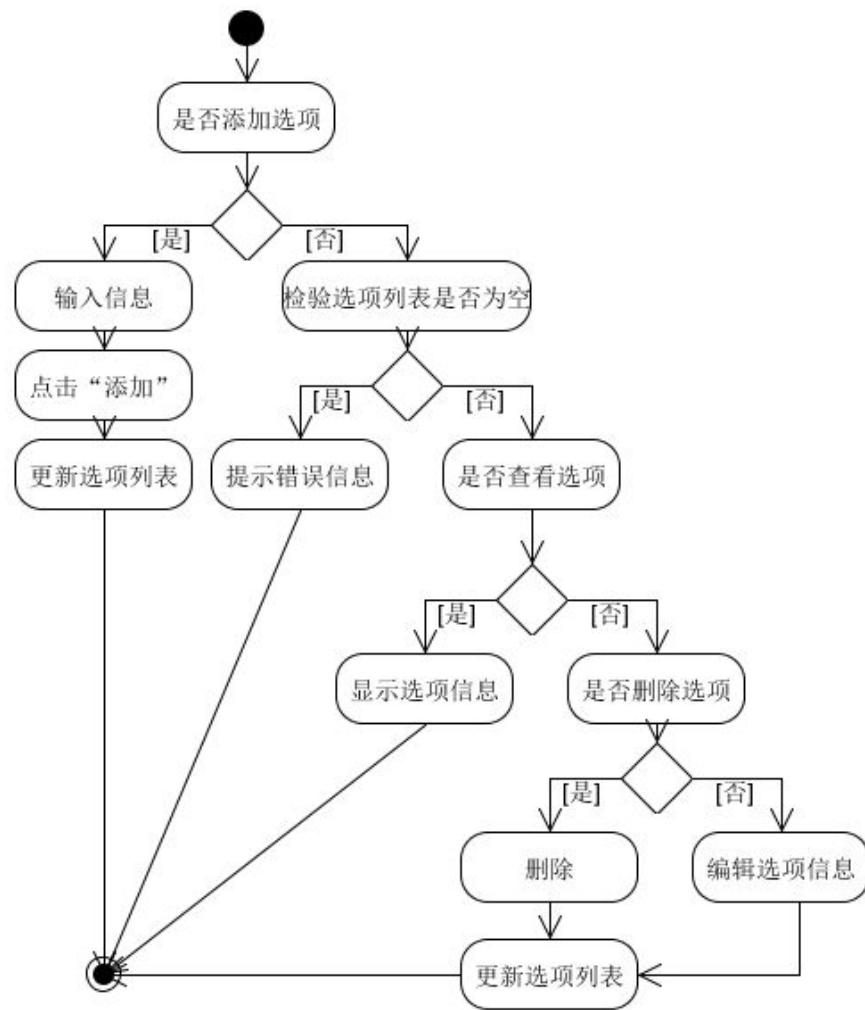 是否添加选项
[是]
[否]
输入信息
检验选项列表是否为空
点击“添加”
[是]
[否]
更新选项列表
提示错误信息
是否查看选项
[是]
[否]
显示选项信息
是否删除选项
[是]
[否]
删除
编辑选项信息
更新选项列表